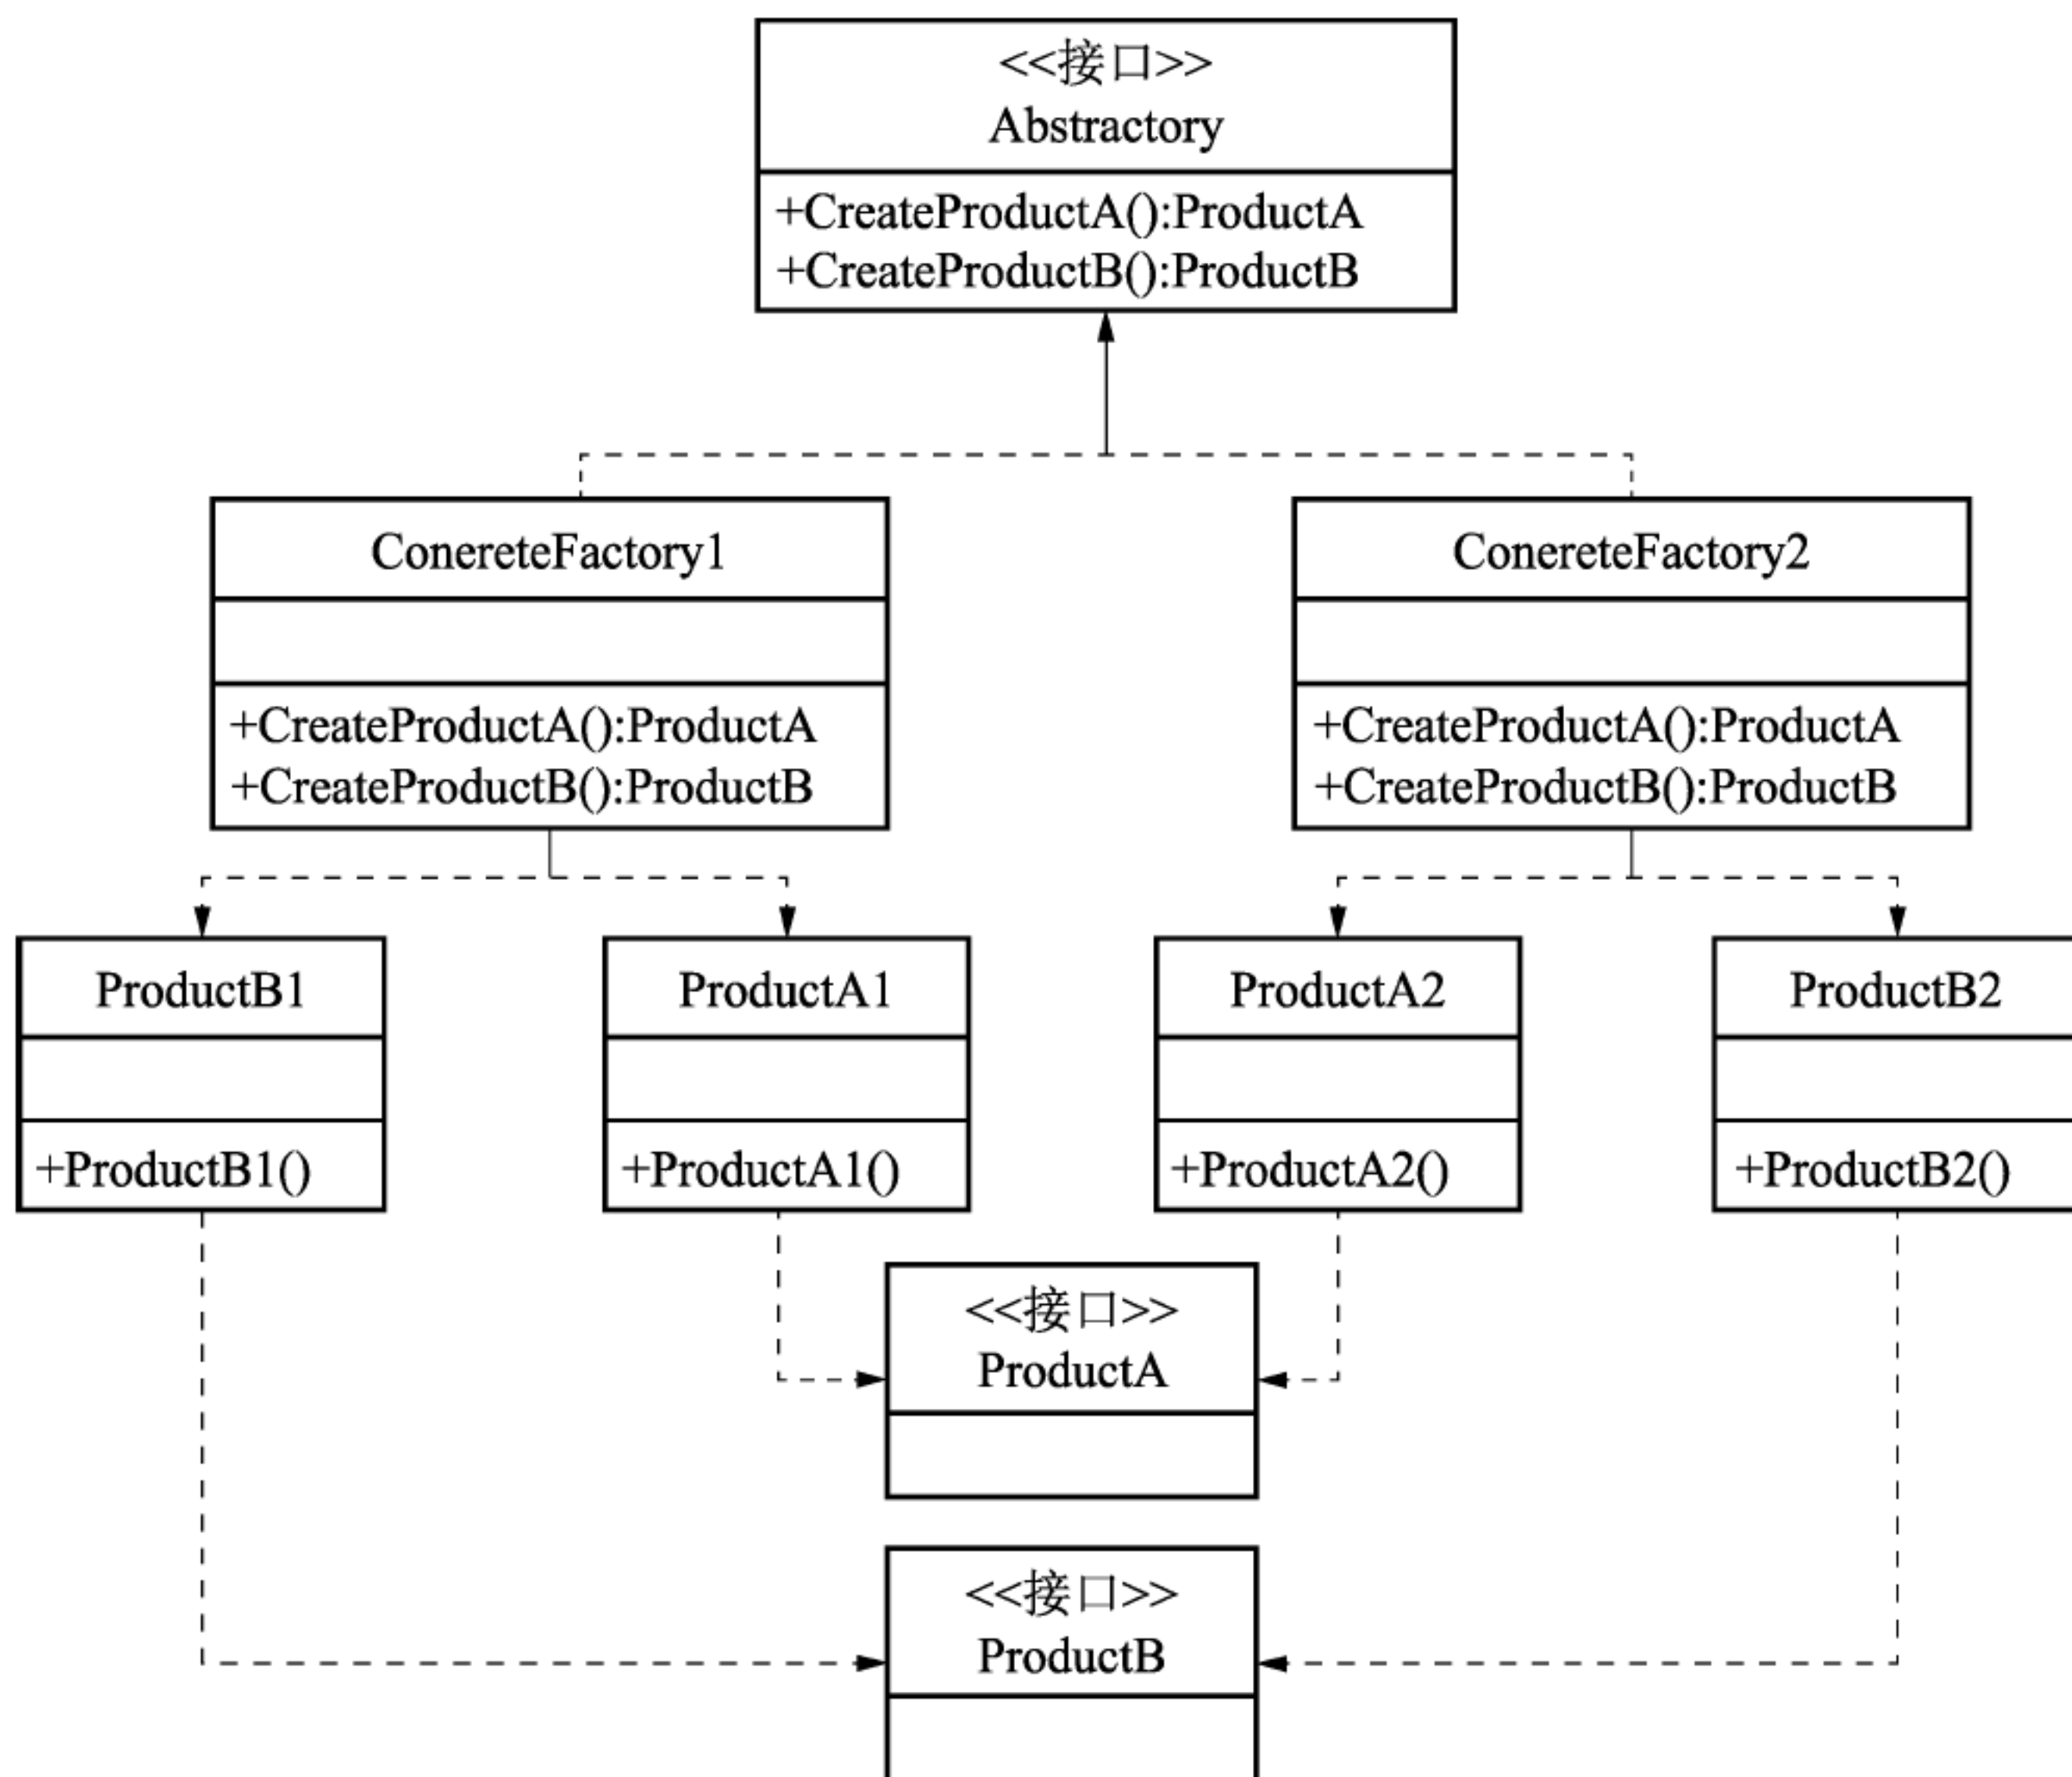 <<接口>>
Abstractory
+CreateProductA():ProductA
+CreateProductB():ProductB
ConereteFactory1
+CreateProductA():ProductA
+CreateProductB():ProductB
ConereteFactory2
+CreateProductA():ProductA
+CreateProductB():ProductB
ProductB1
+ProductB1()
ProductA1
+ProductA1()
ProductA2
+ProductA2()
ProductB2
+ProductB2()
<<接口>>
ProductA
<<接口>>
ProductB